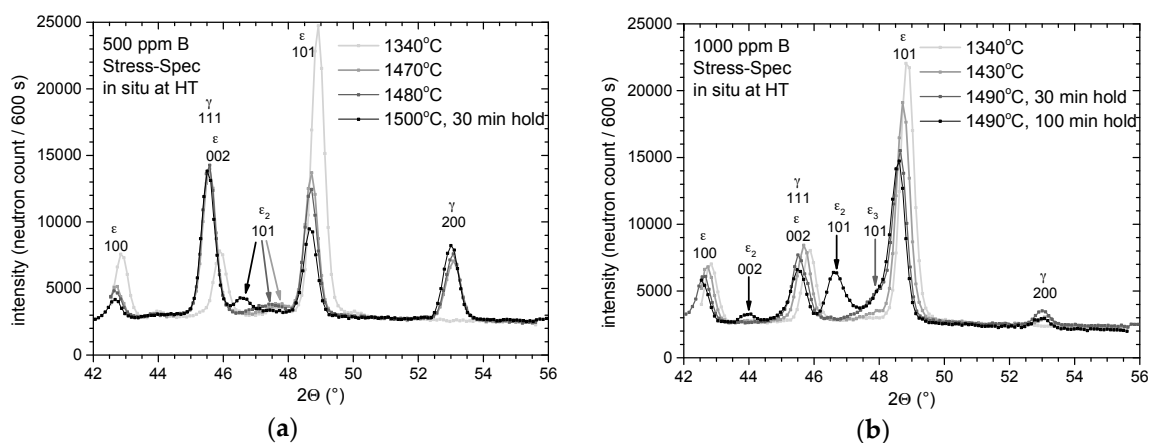 25000
20000
15000
10000
5000
0
intensity (neutron count / 600 s)
500 ppm B
Stress-Spec
in situ at HT
ε
101
1340°C
1470°C
1480°C
1500°C, 30 min hold
γ
111
ε
002
ε
100
ε2
101
γ
200
42 44 46 48 50 52 54 56
2Θ (°)
(a)
25000
20000
15000
10000
5000
0
intensity (neutron count / 600 s)
1000 ppm B
Stress-Spec
in situ at HT
ε
101
1340°C
1430°C
1490°C, 30 min hold
1490°C, 100 min hold
γ
111
ε
002
ε
100
ε2
002
ε2
101
ε3
101
γ
200
42 44 46 48 50 52 54 56
2Θ (°)
(b)